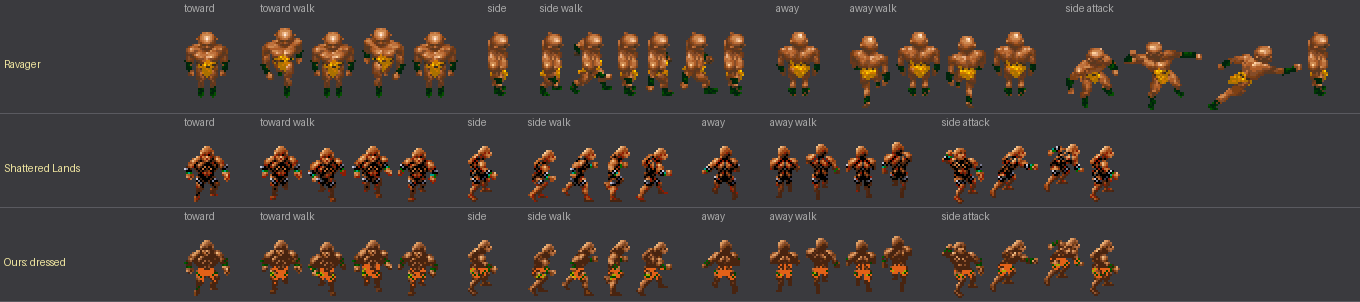 toward toward walk side side walk away away walk side attack
Ravager
toward toward walk side side walk away away walk side attack
Shattered Lands
toward toward walk side side walk away away walk side attack
Ours: dressed